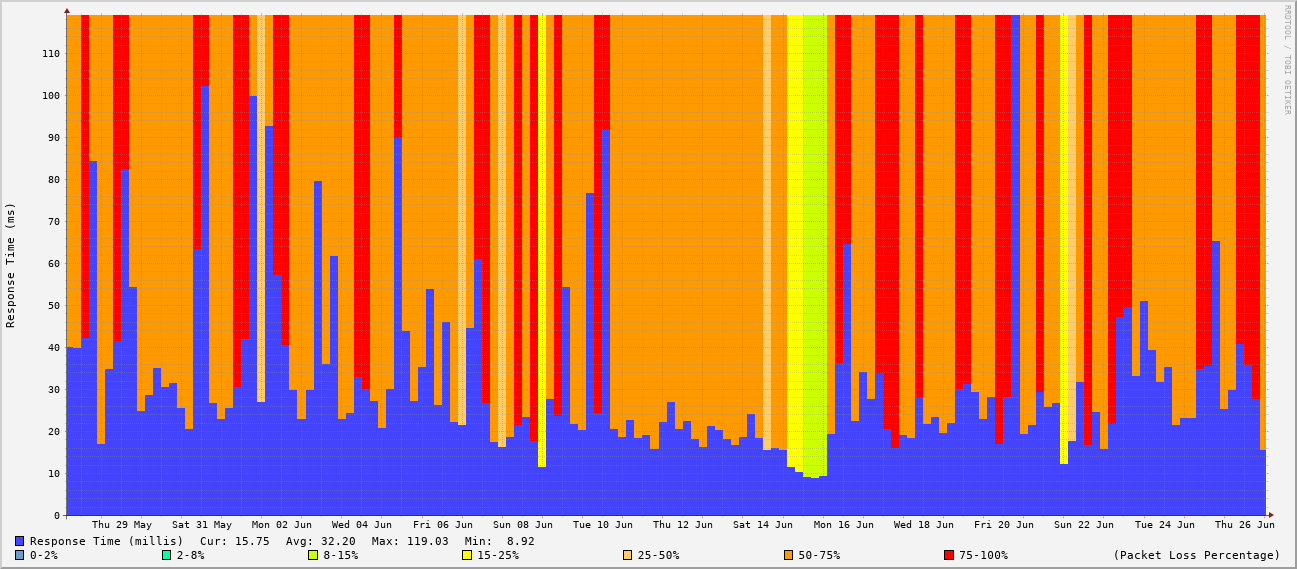 RRDTOOL / TOBI OETIKER
Response Time (ms)
110
100
90
80
70
60
50
40
30
20
10
0
Thu 29 May Sat 31 May Mon 02 Jun Wed 04 Jun Fri 06 Jun Sun 08 Jun Tue 10 Jun Thu 12 Jun Sat 14 Jun Mon 16 Jun Wed 18 Jun Fri 20 Jun Sun 22 Jun Tue 24 Jun Thu 26 Jun
Response Time (millis) Cur: 15.75 Avg: 32.20 Max: 119.03 Min: 8.92
0-2% 2-8% 8-15% 15-25% 25-50% 50-75% 75-100% (Packet Loss Percentage)